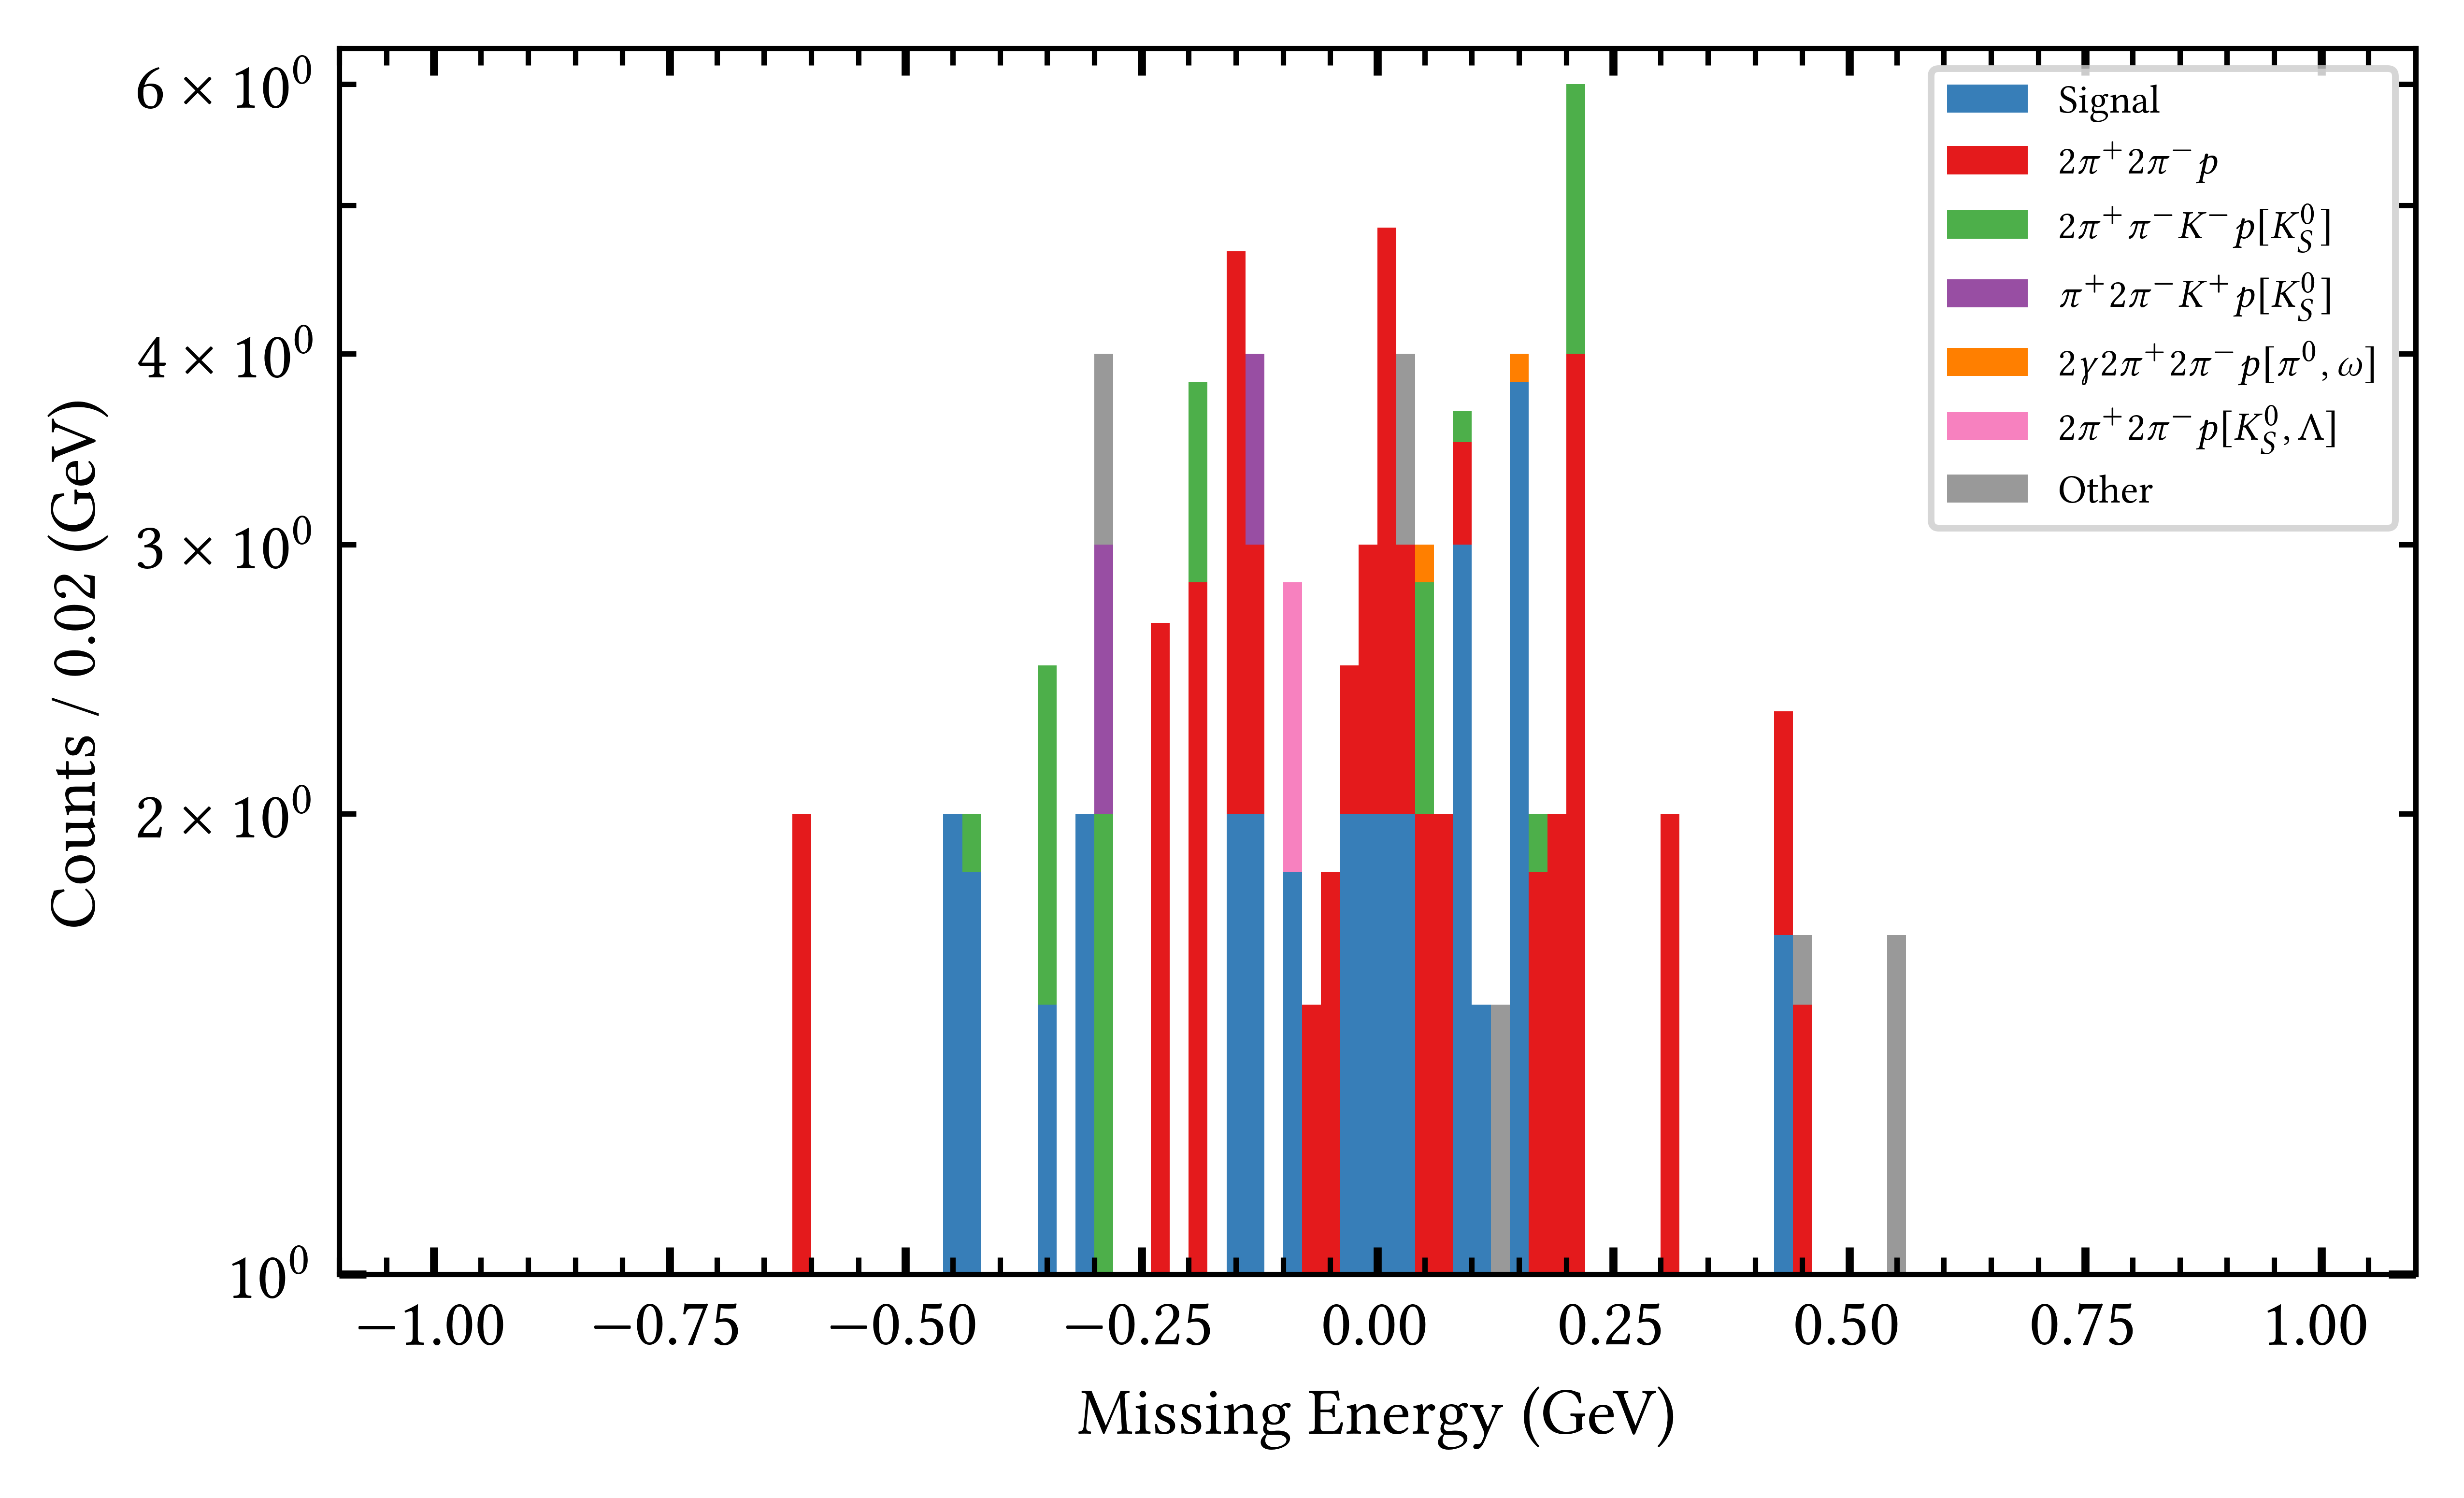 6 × 10⁰
4 × 10⁰
3 × 10⁰
2 × 10⁰
10⁰
Counts / 0.02 (GeV)
−1.00 −0.75 −0.50 −0.25 0.00 0.25 0.50 0.75 1.00
Missing Energy (GeV)
Signal
2π⁺2π⁻p
2π⁺π⁻K⁻p[K⁰_S]
π⁺2π⁻K⁺p[K⁰_S]
2γ2π⁺2π⁻p[π⁰, ω]
2π⁺2π⁻p[K⁰_S, Λ]
Other